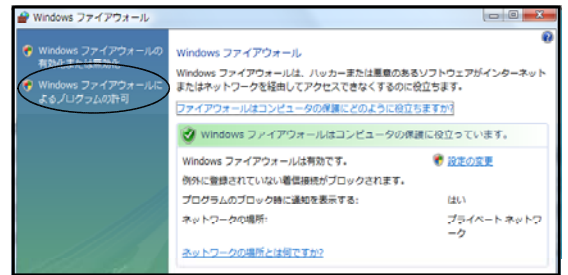 Windows ファイアウォール
Windows ファイアウォールの
有効化または無効化
Windows ファイアウォールに
よるプログラムの許可
Windows ファイアウォール
Windows ファイアウォールは、ハッカーまたは悪意のあるソフトウェアがインターネット
またはネットワークを経由してアクセスできなくするのに役立ちます。
ファイアウォールはコンピュータの保護にどのように役立ちますか?
Windows ファイアウォールはコンピュータの保護に役立っています。
Windows ファイアウォールは有効です。 設定の変更
例外に登録されていない着信接続がブロックされます。
プログラムのブロック時に通知を表示する: はい
ネットワークの場所: プライベート ネットワ
ーク
ネットワークの場所とは何ですか?